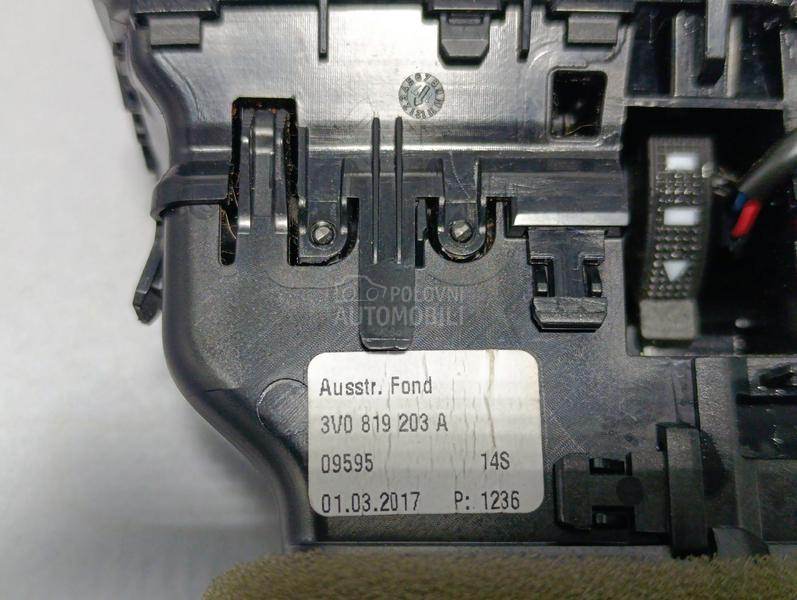 POLOVNI
AUTOMOBILI
Ausstr. Fond
3V0 819 203 A
09595 14S
01.03.2017 P: 1236